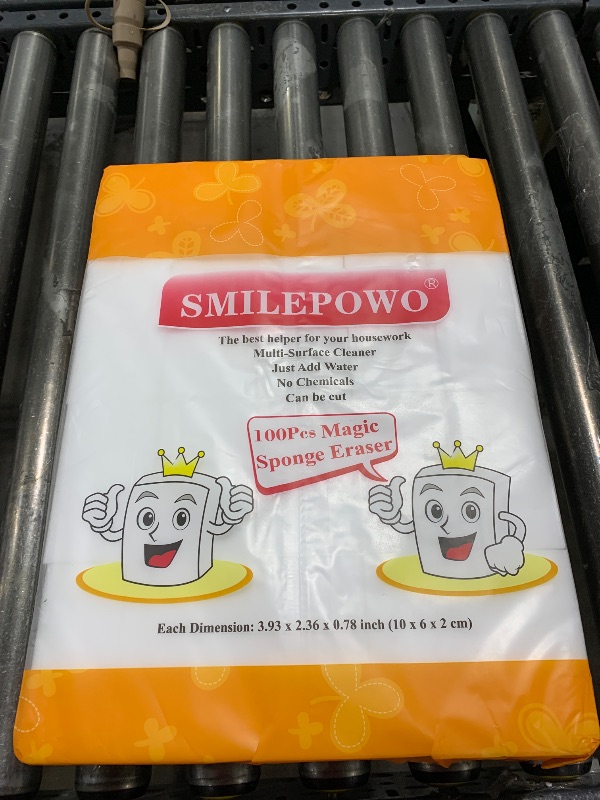 SMILEPOWO®
The best helper for your housework
Multi-Surface Cleaner
Just Add Water
No Chemicals
Can be cut
100Pcs Magic
Sponge Eraser
Each Dimension: 3.93 x 2.36 x 0.78 inch (10 x 6 x 2 cm)